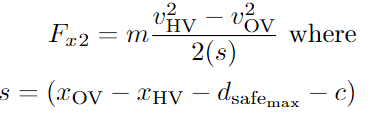 F_{x2} = m \frac{v_{HV}^2 - v_{OV}^2}{2(s)} where
s = (x_{OV} - x_{HV} - d_{safe_{max}} - c)